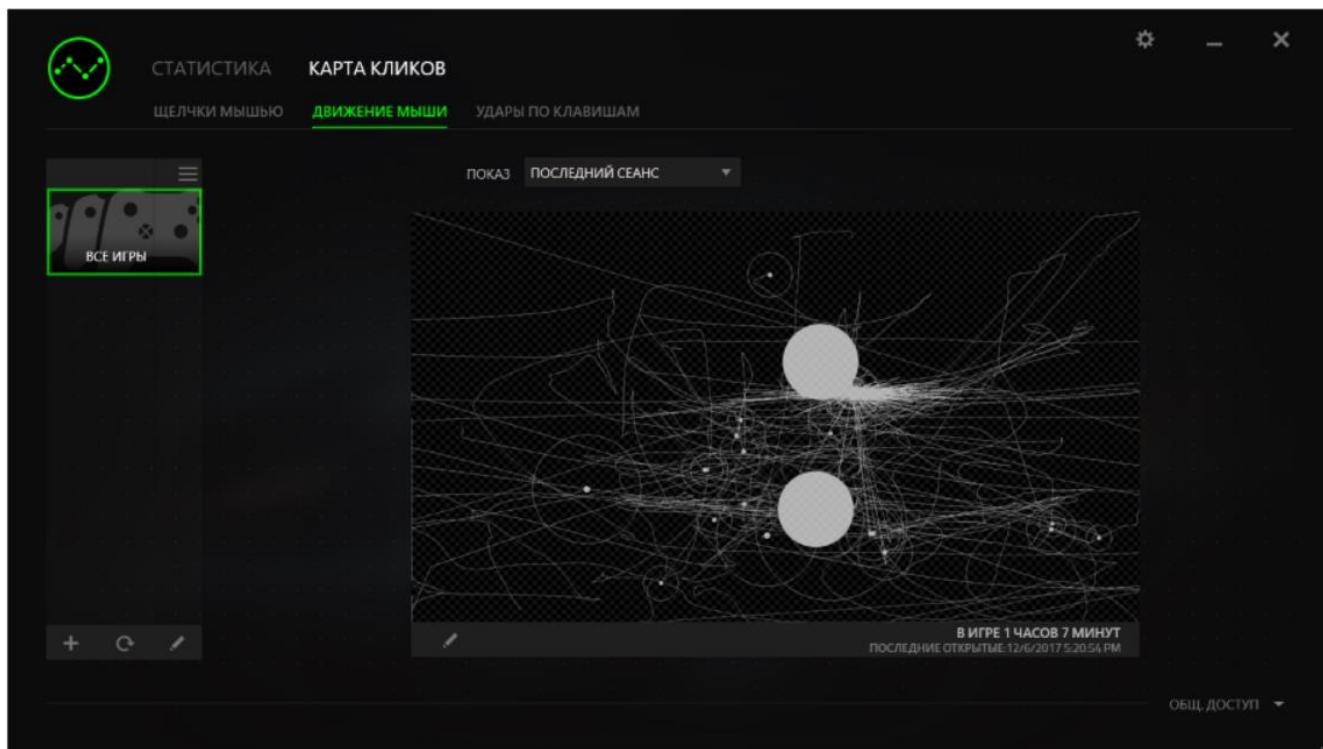 СТАТИСТИКА КАРТА КЛИКОВ
ЩЕЛЧКИ МЫШЬЮ ДВИЖЕНИЕ МЫШИ УДАРЫ ПО КЛАВИШАМ
ПОКАЗ ПОСЛЕДНИЙ СЕАНС
ВСЕ ИГРЫ
В ИГРЕ 1 ЧАСОВ 7 МИНУТ
ПОСЛЕДНИЕ ОТКРЫТЫЕ: 12/6/2017 5:20:54 PM
ОБЩ. ДОСТУП